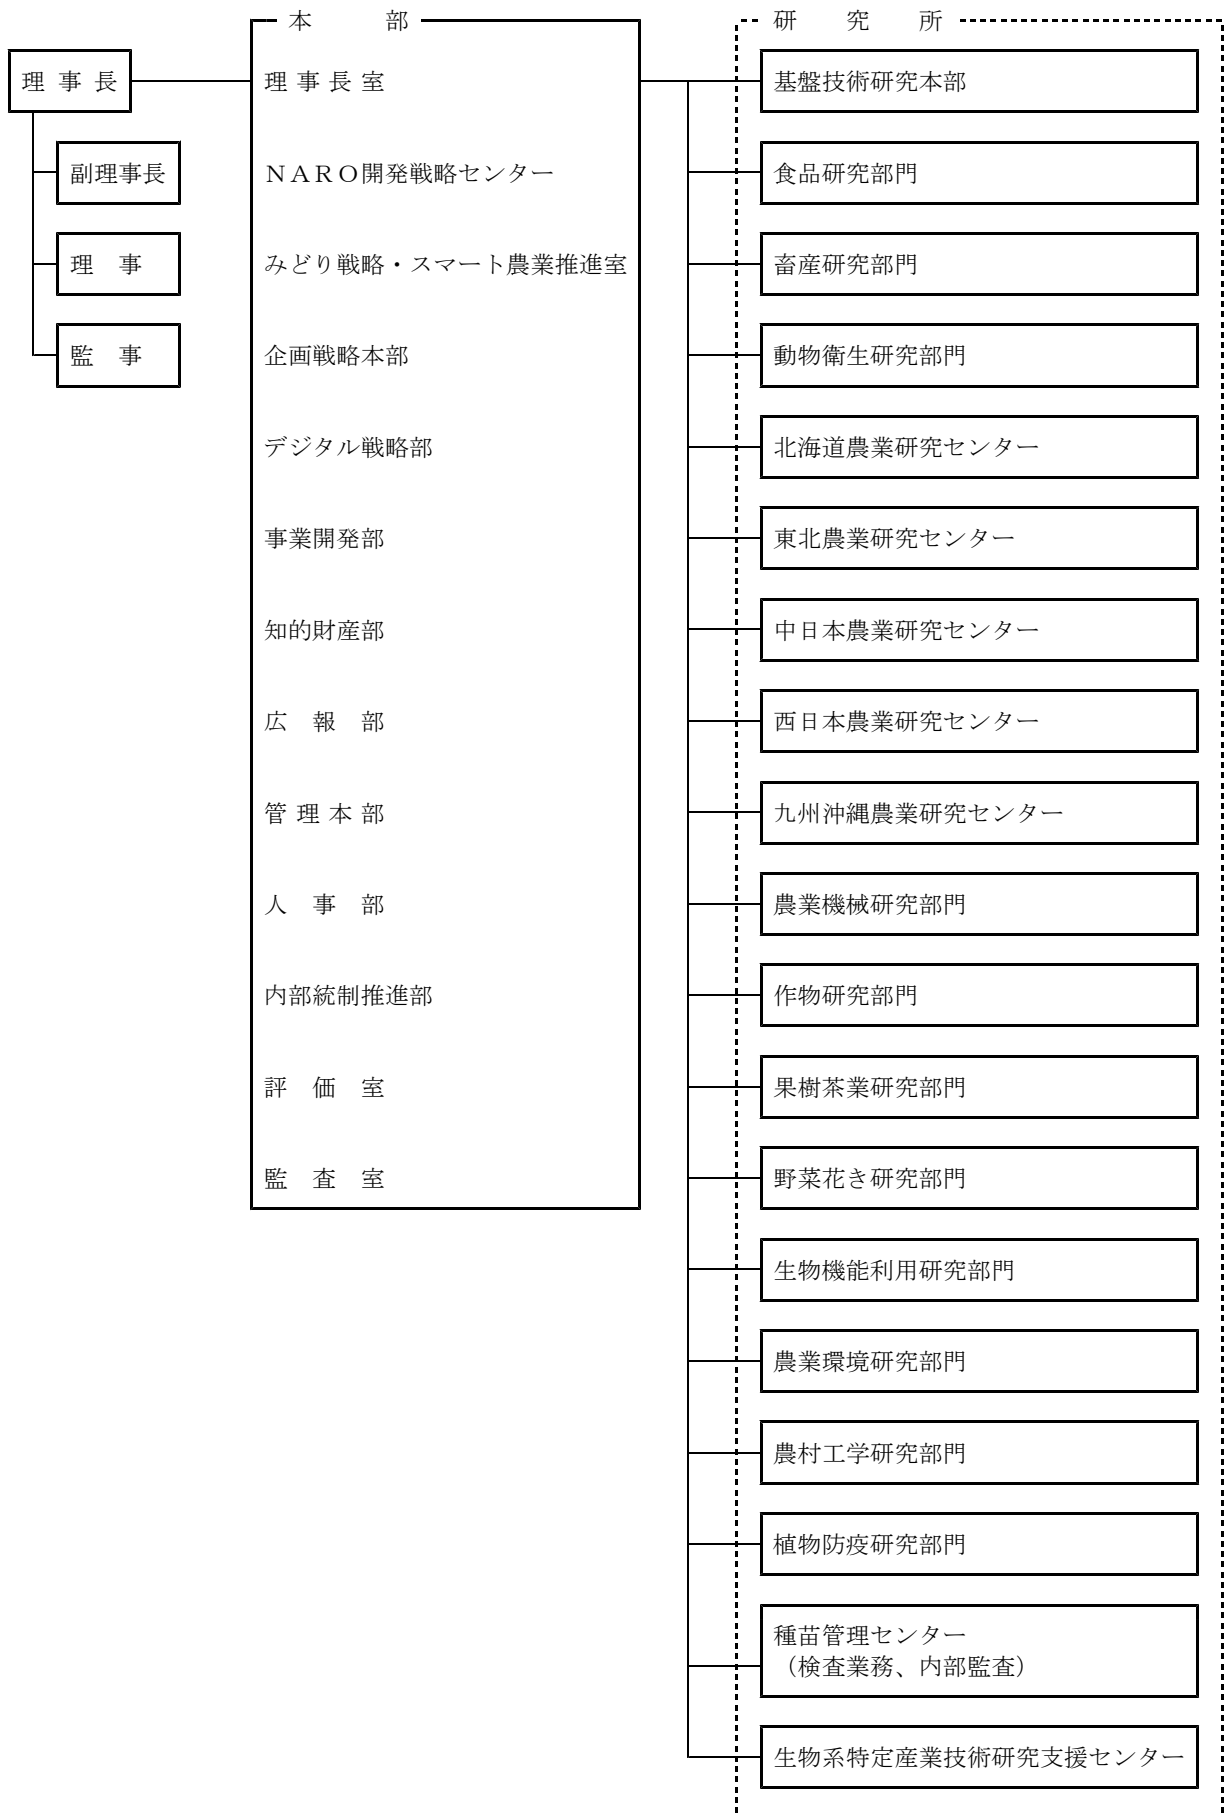 本　　　部
研　　究　　所
理 事 長
副理事長
理　事
監　事
理 事 長 室
ＮＡＲＯ開発戦略センター
みどり戦略・スマート農業推進室
企画戦略本部
デジタル戦略部
事業開発部
知的財産部
広　報　部
管 理 本 部
人　事　部
内部統制推進部
評　価　室
監　査　室
基盤技術研究本部
食品研究部門
畜産研究部門
動物衛生研究部門
北海道農業研究センター
東北農業研究センター
中日本農業研究センター
西日本農業研究センター
九州沖縄農業研究センター
農業機械研究部門
作物研究部門
果樹茶業研究部門
野菜花き研究部門
生物機能利用研究部門
農業環境研究部門
農村工学研究部門
植物防疫研究部門
種苗管理センター
（検査業務、内部監査）
生物系特定産業技術研究支援センター